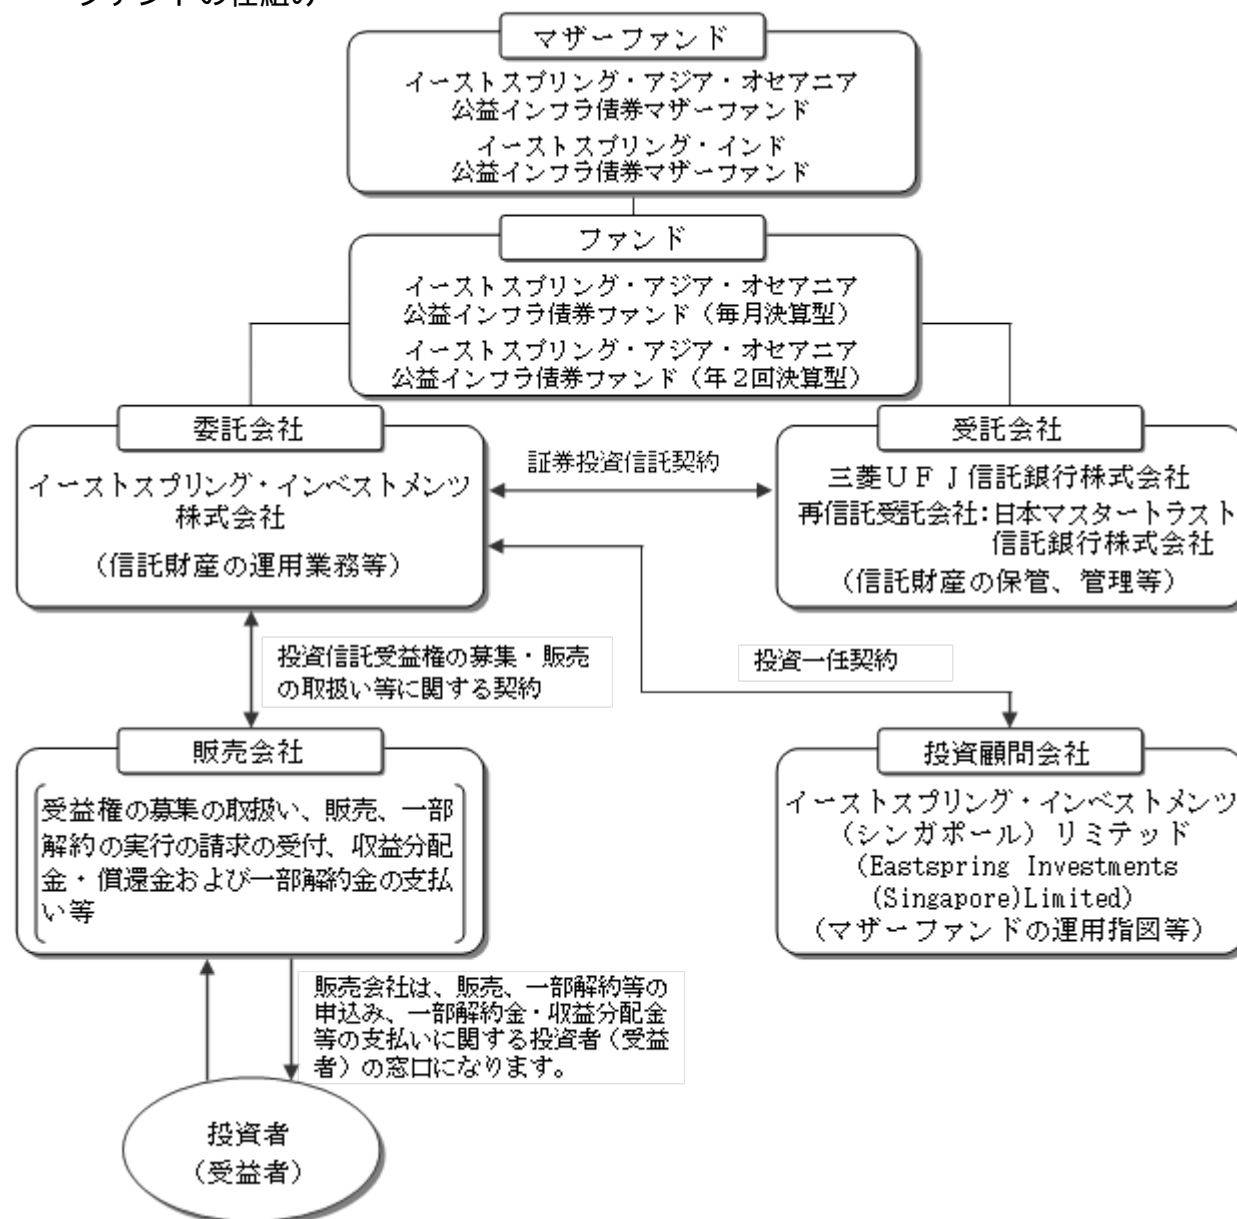 ファンドの仕組み
マザーファンド
イーストスプリング・アジア・オセアニア
公益インフラ債券マザーファンド
イーストスプリング・インド
公益インフラ債券マザーファンド
ファンド
イーストスプリング・アジア・オセアニア
公益インフラ債券ファンド（毎月決算型）
イーストスプリング・アジア・オセアニア
公益インフラ債券ファンド（年２回決算型）
委託会社
イーストスプリング・インベストメンツ
株式会社
（信託財産の運用業務等）
証券投資信託契約
受託会社
三菱ＵＦＪ信託銀行株式会社
再信託受託会社：日本マスタートラスト
信託銀行株式会社
（信託財産の保管、管理等）
投資信託受益権の募集・販売
の取扱い等に関する契約
投資一任契約
販売会社
受益権の募集の取扱い、販売、一部
解約の実行の請求の受付、収益分配
金・償還金および一部解約金の支払
い等
投資顧問会社
イーストスプリング・インベストメンツ
（シンガポール）リミテッド
(Eastspring Investments
(Singapore)Limited)
（マザーファンドの運用指図等）
販売会社は、販売、一部解約等の
申込み、一部解約金・収益分配金
等の支払いに関する投資者（受益
者）の窓口になります。
投資者
（受益者）